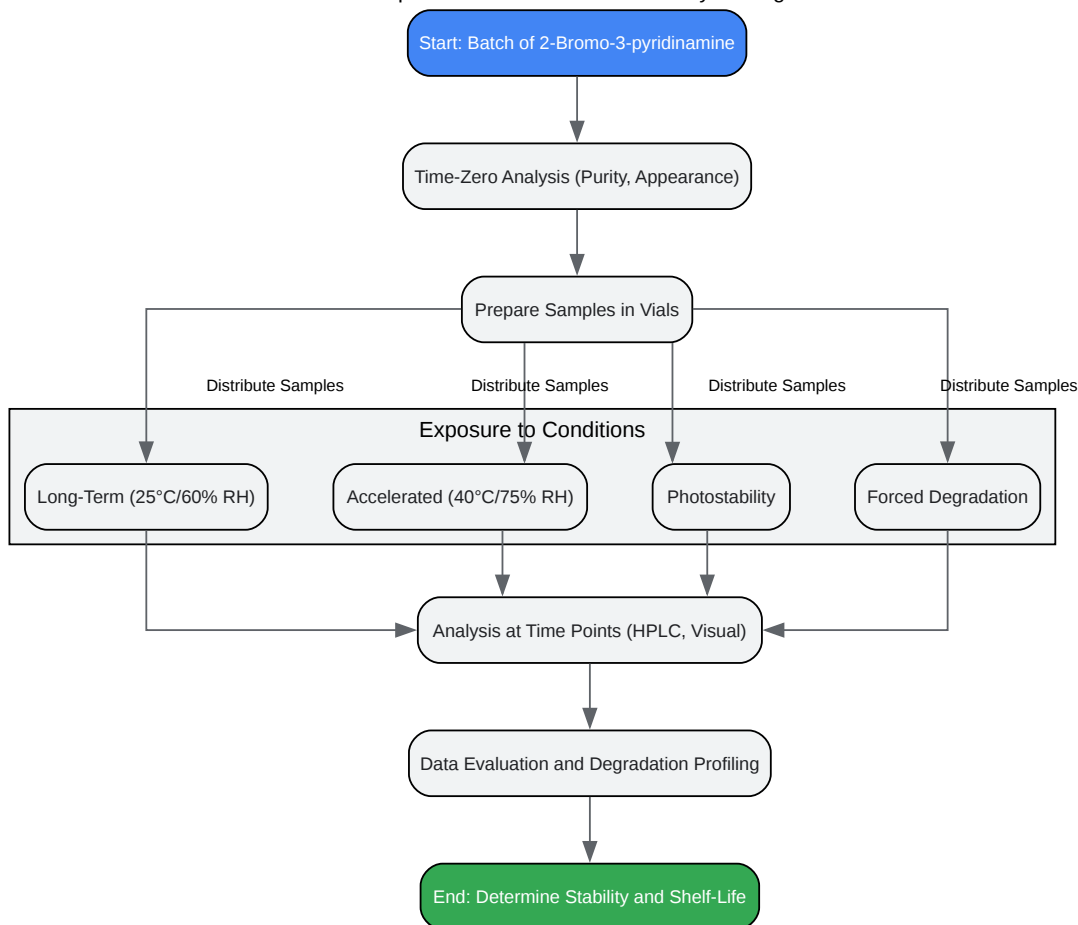 Start: Batch of 2-Bromo-3-pyridinamine
Time-Zero Analysis (Purity, Appearance)
Prepare Samples in Vials
Distribute Samples
Distribute Samples
Distribute Samples
Distribute Samples
Exposure to Conditions
Long-Term (25°C/60% RH)
Accelerated (40°C/75% RH)
Photostability
Forced Degradation
Analysis at Time Points (HPLC, Visual)
Data Evaluation and Degradation Profiling
End: Determine Stability and Shelf-Life